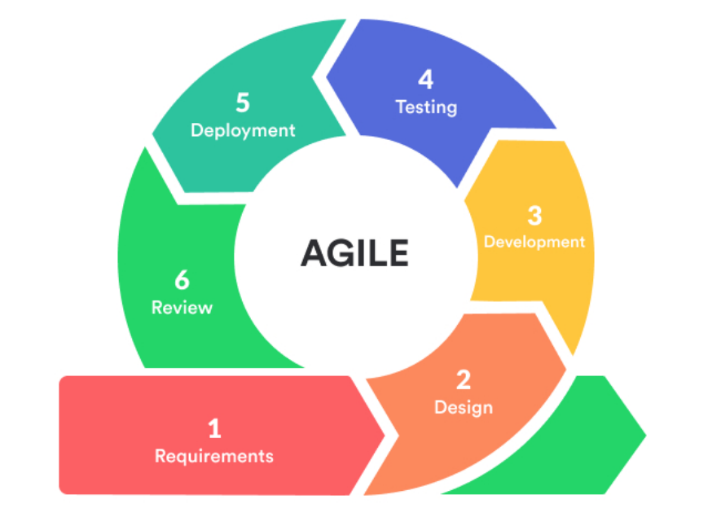 AGILE
1
Requirements
2
Design
3
Development
4
Testing
5
Deployment
6
Review